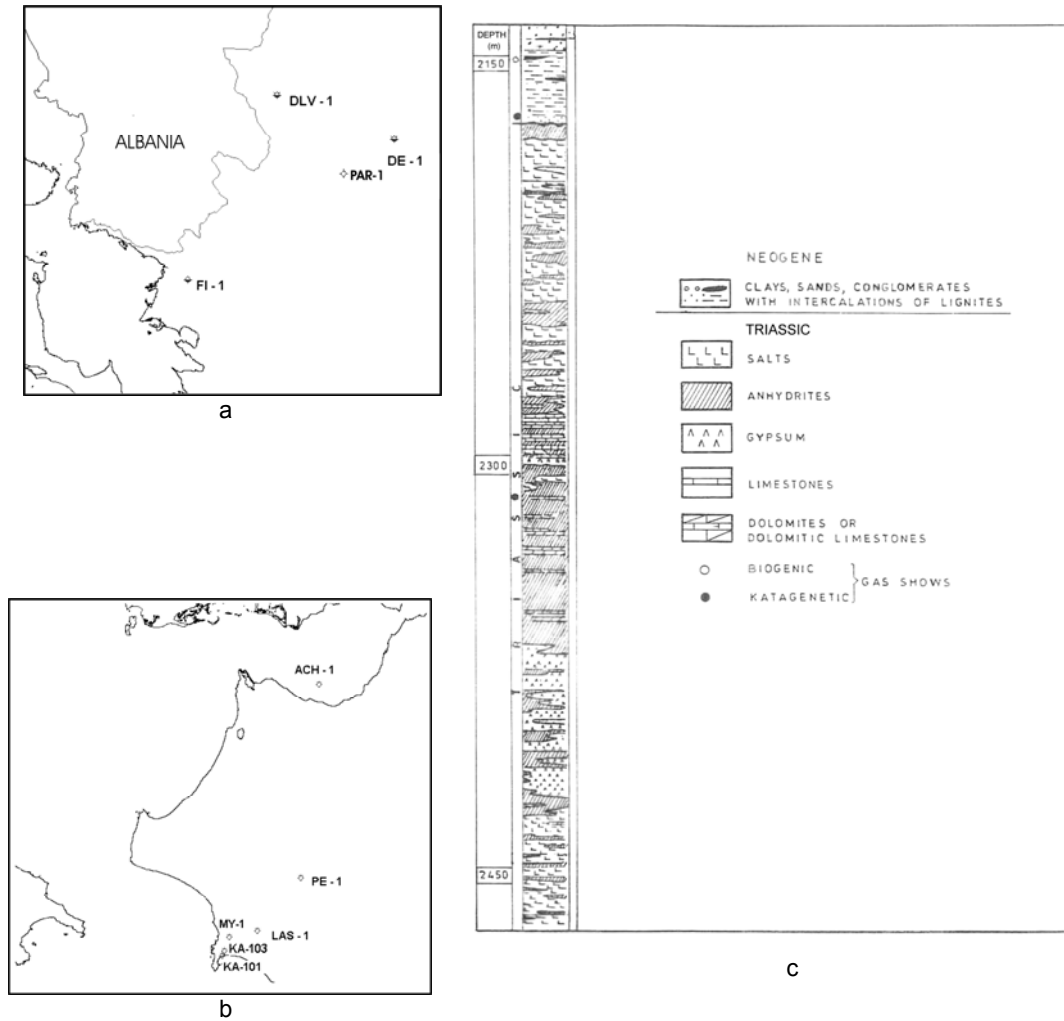 ALBANIA
DLV - 1
DE - 1
PAR-1
FI - 1
a
ACH - 1
PE - 1
MY-1
LAS - 1
KA-103
KA-101
b
DEPTH
(m)
2150
2300
2450
T R I A S S I C
NEOGENE
CLAYS, SANDS, CONGLOMERATES
WITH INTERCALATIONS OF LIGNITES
TRIASSIC
SALTS
ANHYDRITES
GYPSUM
LIMESTONES
DOLOMITES OR
DOLOMITIC LIMESTONES
BIOGENIC
GAS SHOWS
KATAGENETIC
c